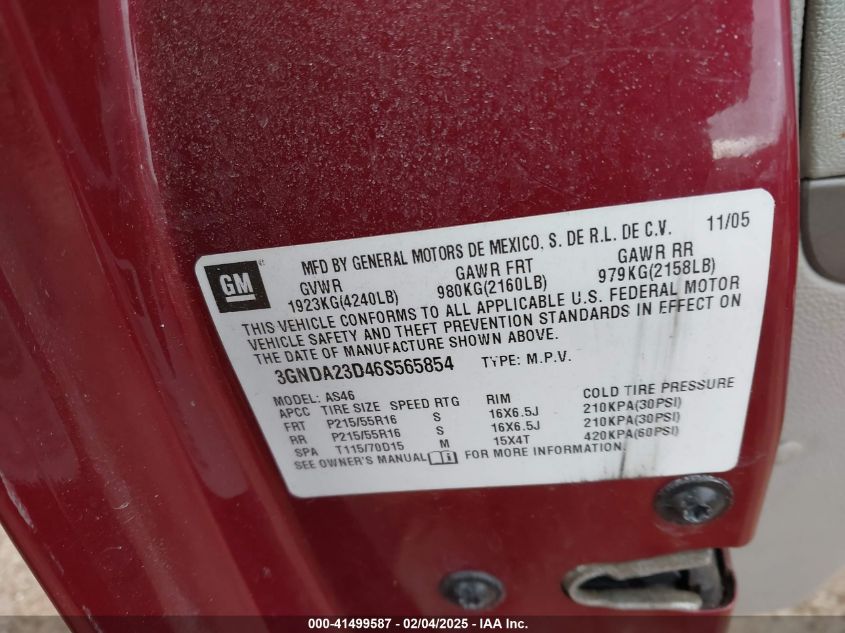 GM
MFD BY GENERAL MOTORS DE MEXICO, S. DE R.L. DE C.V. 11/05
GVWR GAWR FRT GAWR RR
1923KG(4240LB) 980KG(2160LB) 979KG(2158LB)
THIS VEHICLE CONFORMS TO ALL APPLICABLE U.S. FEDERAL MOTOR
VEHICLE SAFETY AND THEFT PREVENTION STANDARDS IN EFFECT ON
THE DATE OF MANUFACTURE SHOWN ABOVE.
3GNDA23D46S565854 TYPE: M.P.V.
MODEL: AS46
APCC TIRE SIZE SPEED RTG RIM COLD TIRE PRESSURE
FRT P215/55R16 S 16X6.5J 210KPA(30PSI)
RR P215/55R16 S 16X6.5J 210KPA(30PSI)
SPA T115/70D15 M 15X4T 420KPA(60PSI)
SEE OWNER'S MANUAL FOR MORE INFORMATION.
000-41499587 - 02/04/2025 - IAA Inc.